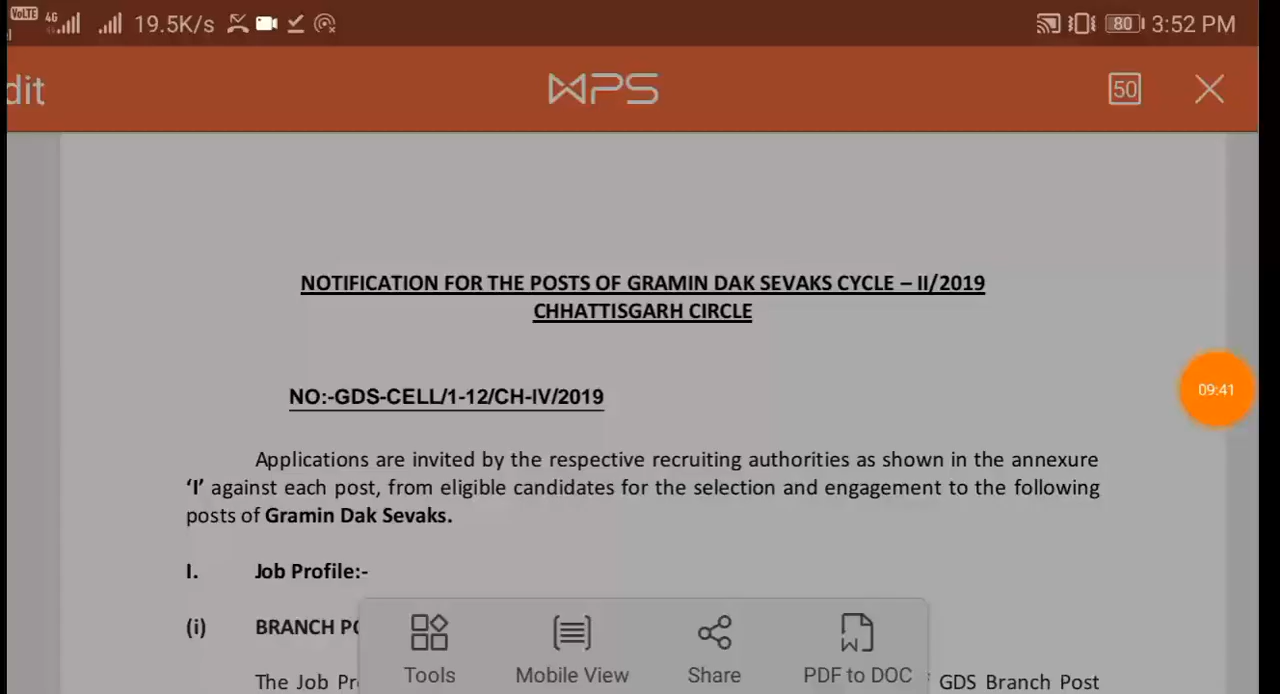 VoLTE 4G 19.5K/s 80 3:52 PM
dit WPS 50
NOTIFICATION FOR THE POSTS OF GRAMIN DAK SEVAKS CYCLE – II/2019
CHHATTISGARH CIRCLE
NO:-GDS-CELL/1-12/CH-IV/2019
09:41
Applications are invited by the respective recruiting authorities as shown in the annexure
‘I’ against each post, from eligible candidates for the selection and engagement to the following
posts of Gramin Dak Sevaks.
I. Job Profile:-
(i) BRANCH PO
Tools Mobile View Share PDF to DOC
The Job Pr GDS Branch Post